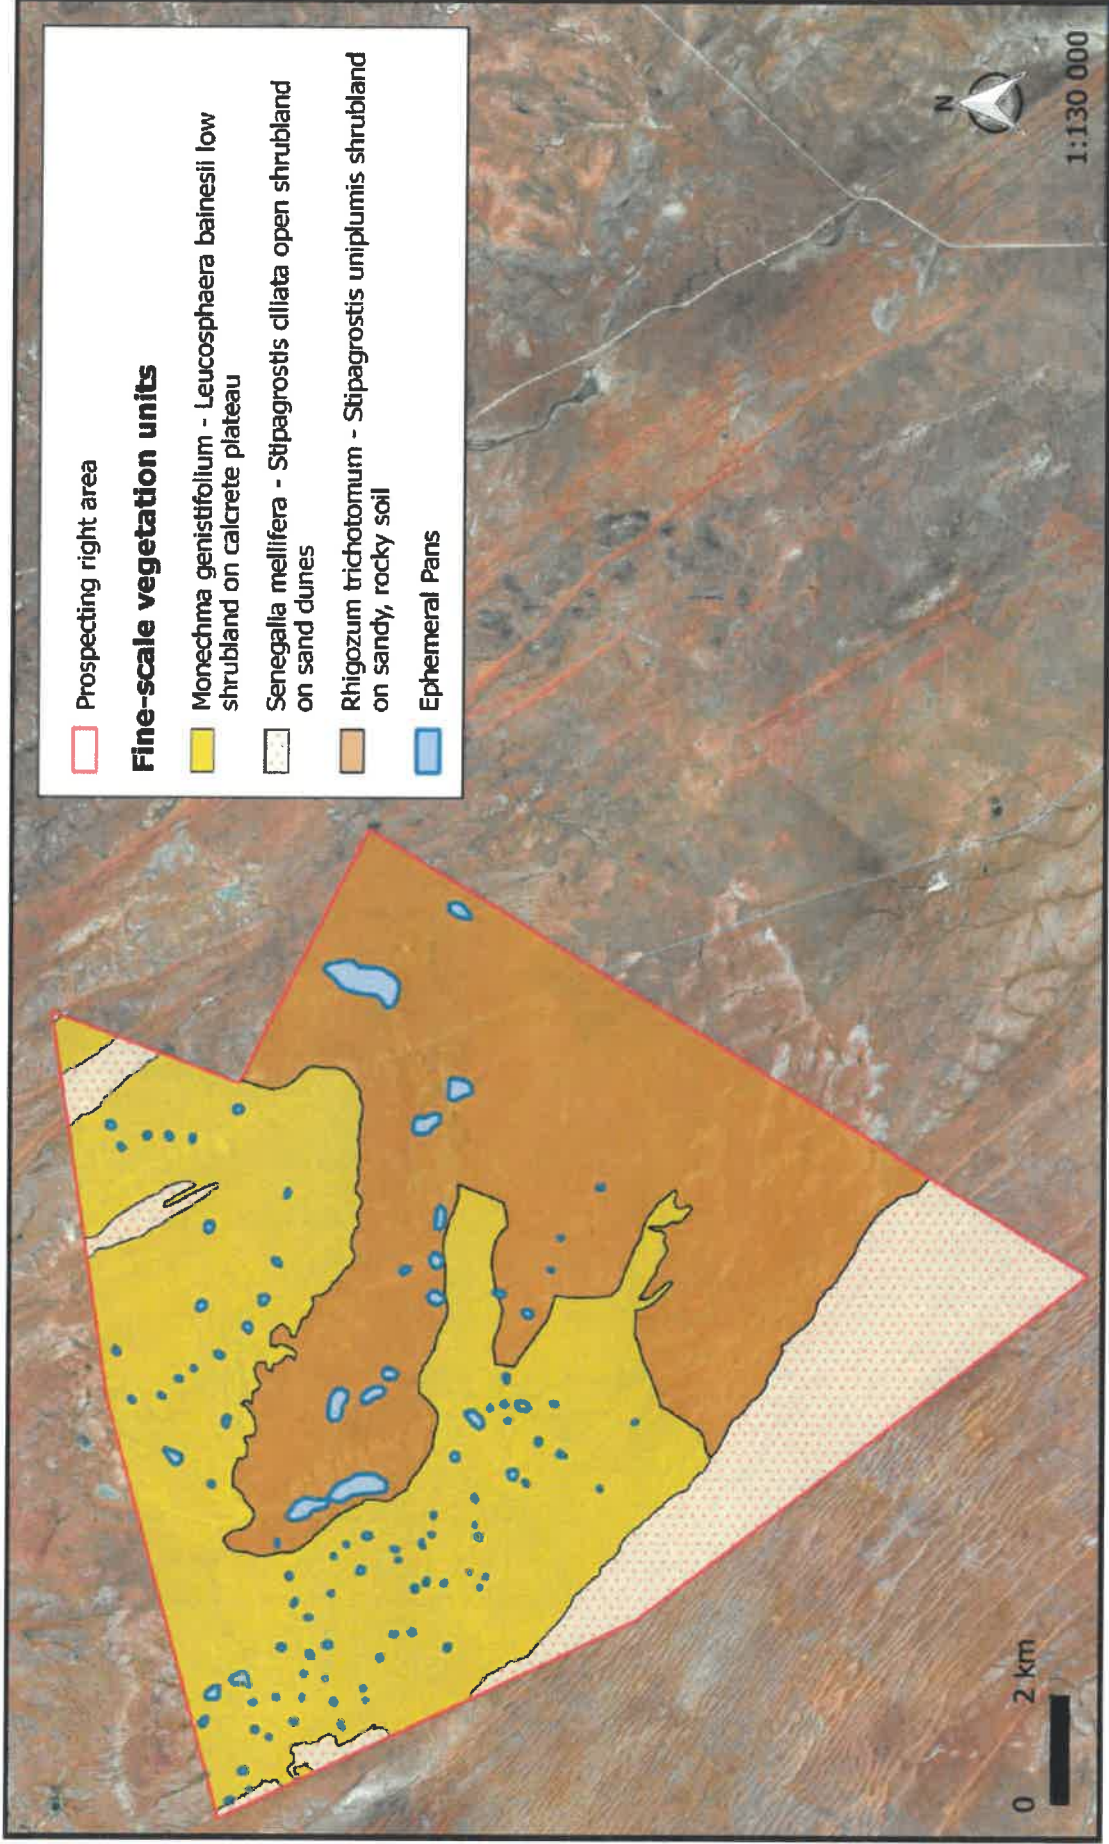 Prospecting right area
Fine-scale vegetation units
Monechma genistifolium - Leucosphaera bainesii low
shrubland on calcrete plateau
Senegalia mellifera - Stipagrostis ciliata open shrubland
on sand dunes
Rhigozum trichotomum - Stipagrostis uniplumis shrubland
on sandy, rocky soil
Ephemeral Pans
N
1:130 000
0 2 km